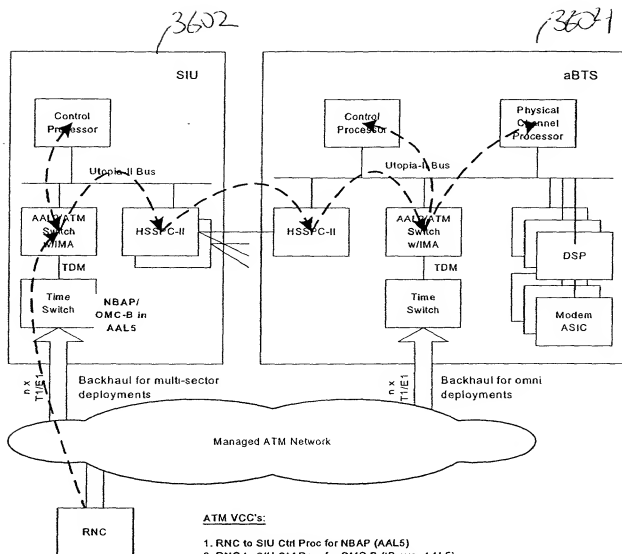 3602
3604
SIU
aBTS
Control
Processor
Control
Processor
Physical
Channel
Processor
Utopia-II Bus
Utopia-II Bus
AAL2/ATM
Switch
w/IMA
HSSPC-II
HSSPC-II
AAL2/ATM
Switch
w/IMA
DSP
TDM
TDM
Time
Switch
NBAP/
OMC-B in
AAL5
Time
Switch
Modem
ASIC
n x
T1/E1
Backhaul for multi-sector
deployments
n x
T1/E1
Backhaul for omni
deployments
Managed ATM Network
RNC
ATM VCC's:
1. RNC to SIU Ctrl Proc for NBAP (AAL5)